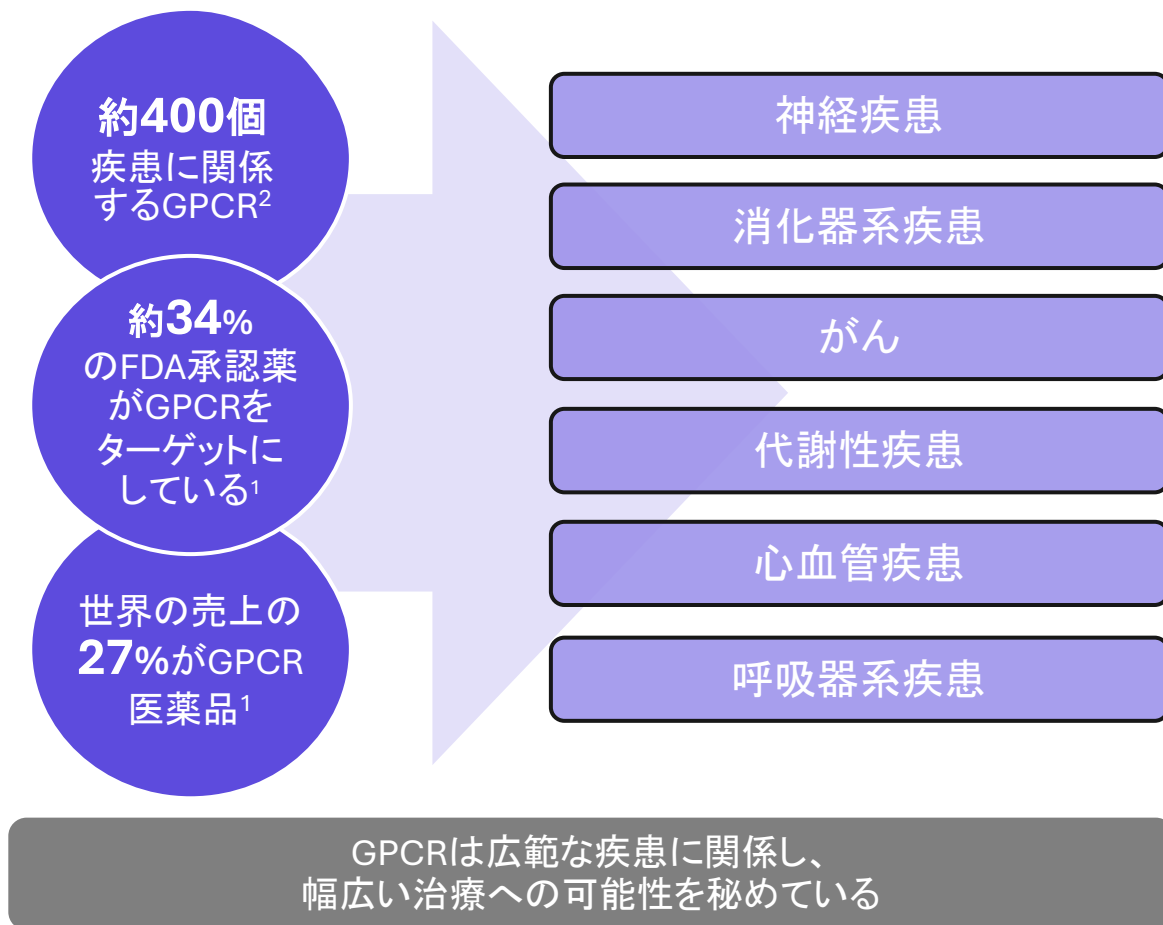 約400個
疾患に関係
するGPCR2
約34%
のFDA承認薬
がGPCRを
ターゲットに
している1
世界の売上の
27%がGPCR
医薬品1
神経疾患
消化器系疾患
がん
代謝性疾患
心血管疾患
呼吸器系疾患
GPCRは広範な疾患に関係し、
幅広い治療への可能性を秘めている